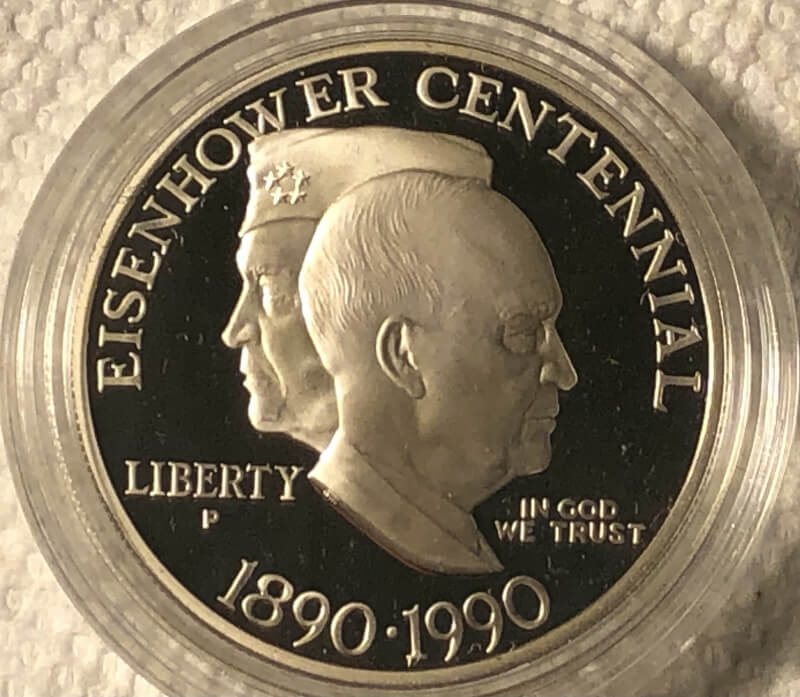 EISENHOWER CENTENNIAL
LIBERTY
P
IN GOD
WE TRUST
1890·1990